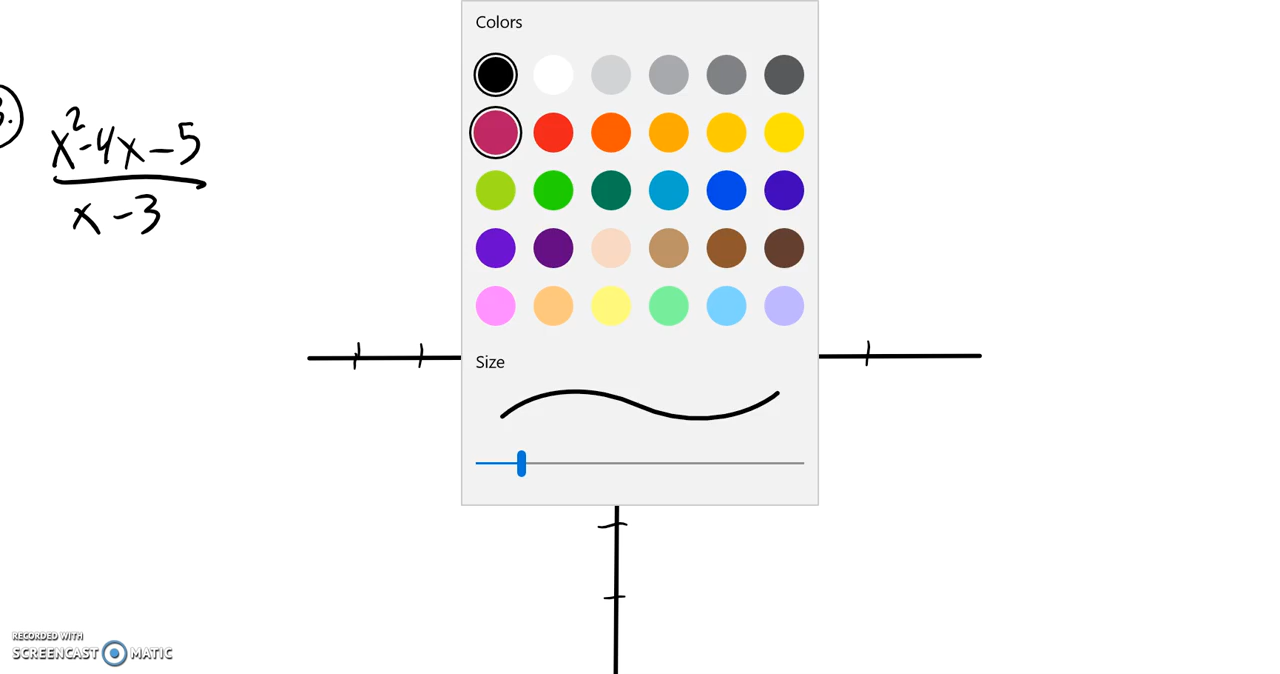 Colors
3.
x²-4x-5
x-3
Size
RECORDED WITH
SCREENCAST MATIC